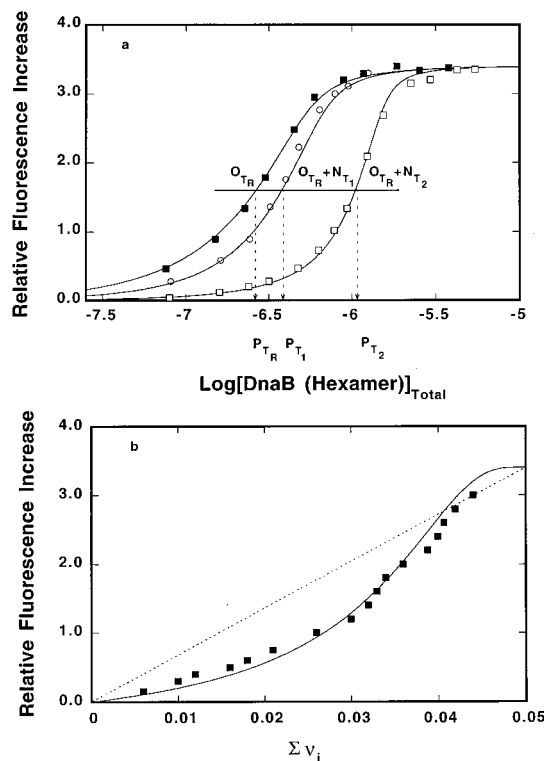 a
Relative Fluorescence Increase
4.0
3.0
2.0
1.0
0.0
O_{T_R}
O_{T_R}+N_{T_1}
O_{T_R}+N_{T_2}
-7.5
-7
-6.5
-6
-5.5
-5
P_{T_R}
P_{T_1}
P_{T_2}
Log[DnaB (Hexamer)]_{Total}
b
Relative Fluorescence Increase
4.0
3.0
2.0
1.0
0.0
0
0.01
0.02
0.03
0.04
0.05
Σν_i